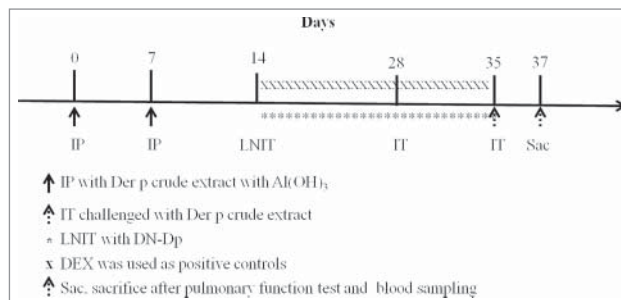 Days
0 7 14 28 35 37
xxxxxxxxxxxxxxxxxxxxxxxxxxxxxxx
*******************************
IP IP LNIT IT IT Sac
IP with Der p crude extract with Al(OH)₃
IT challenged with Der p crude extract
* LNIT with DN-Dp
x DEX was used as positive controls
Sac, sacrifice after pulmonary function test and blood sampling